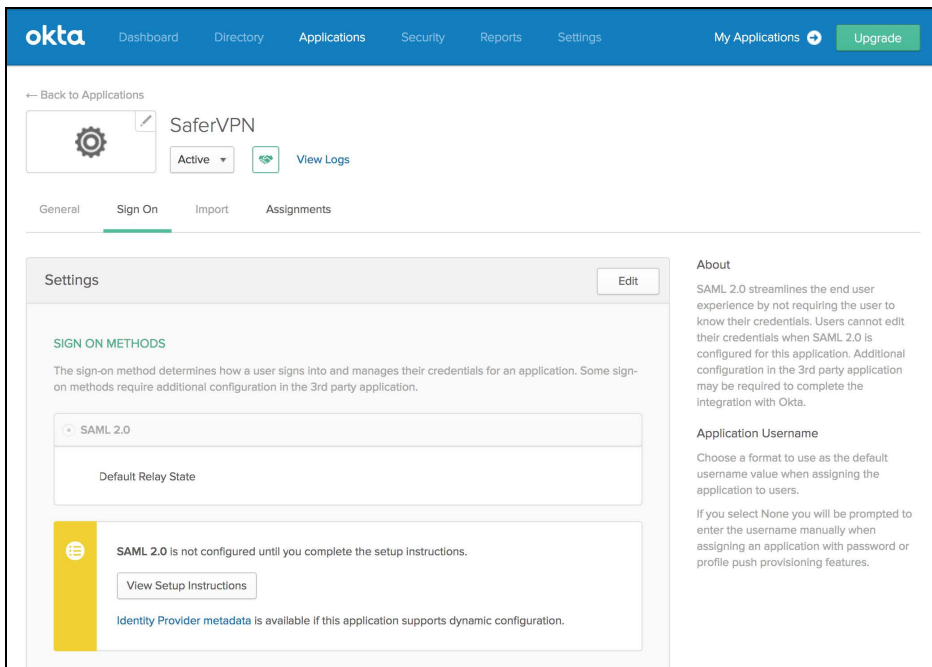 okta Dashboard Directory Applications Security Reports Settings My Applications Upgrade
← Back to Applications
SaferVPN
Active View Logs
General Sign On Import Assignments
Settings Edit
SIGN ON METHODS
The sign-on method determines how a user signs into and manages their credentials for an application. Some sign-
on methods require additional configuration in the 3rd party application.
SAML 2.0
Default Relay State
SAML 2.0 is not configured until you complete the setup instructions.
View Setup Instructions
Identity Provider metadata is available if this application supports dynamic configuration.
About
SAML 2.0 streamlines the end user
experience by not requiring the user to
know their credentials. Users cannot edit
their credentials when SAML 2.0 is
configured for this application. Additional
configuration in the 3rd party application
may be required to complete the
integration with Okta.
Application Username
Choose a format to use as the default
username value when assigning the
application to users.
If you select None you will be prompted to
enter the username manually when
assigning an application with password or
profile push provisioning features.